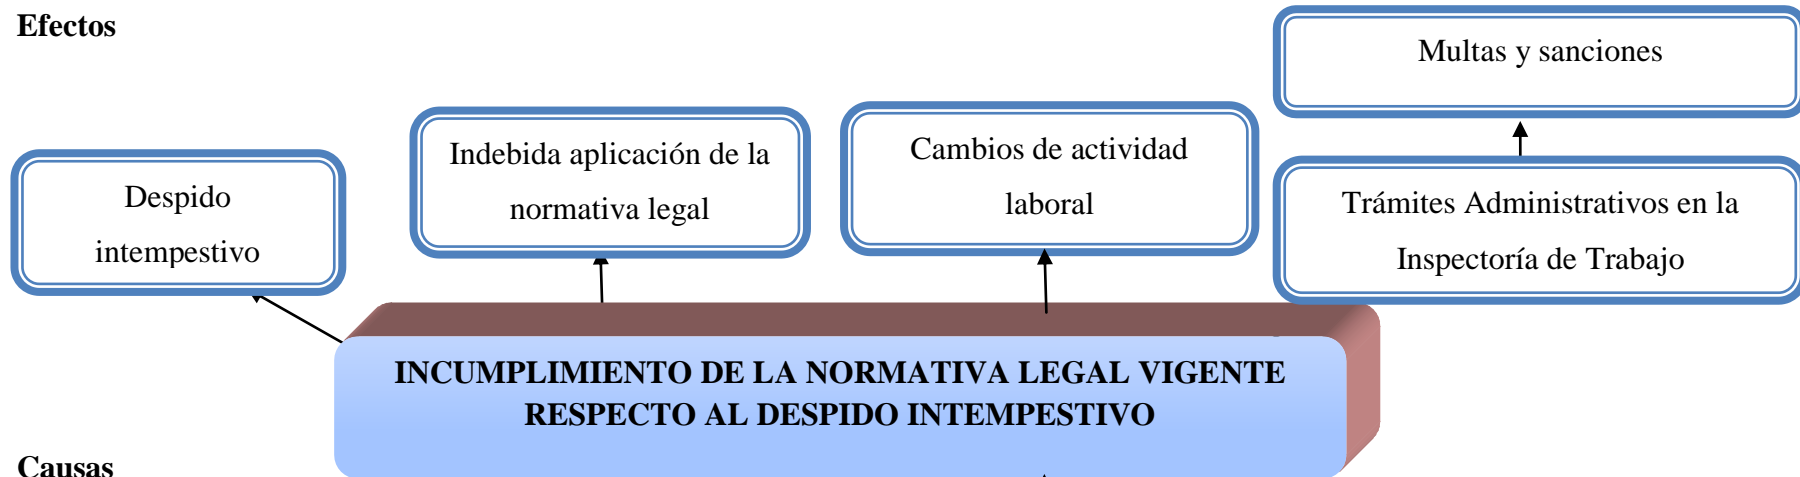 Efectos
Multas y sanciones
Despido
intempestivo
Indebida aplicación de la
normativa legal
Cambios de actividad
laboral
Trámites Administrativos en la
Inspectoría de Trabajo
INCUMPLIMIENTO DE LA NORMATIVA LEGAL VIGENTE
RESPECTO AL DESPIDO INTEMPESTIVO
Causas